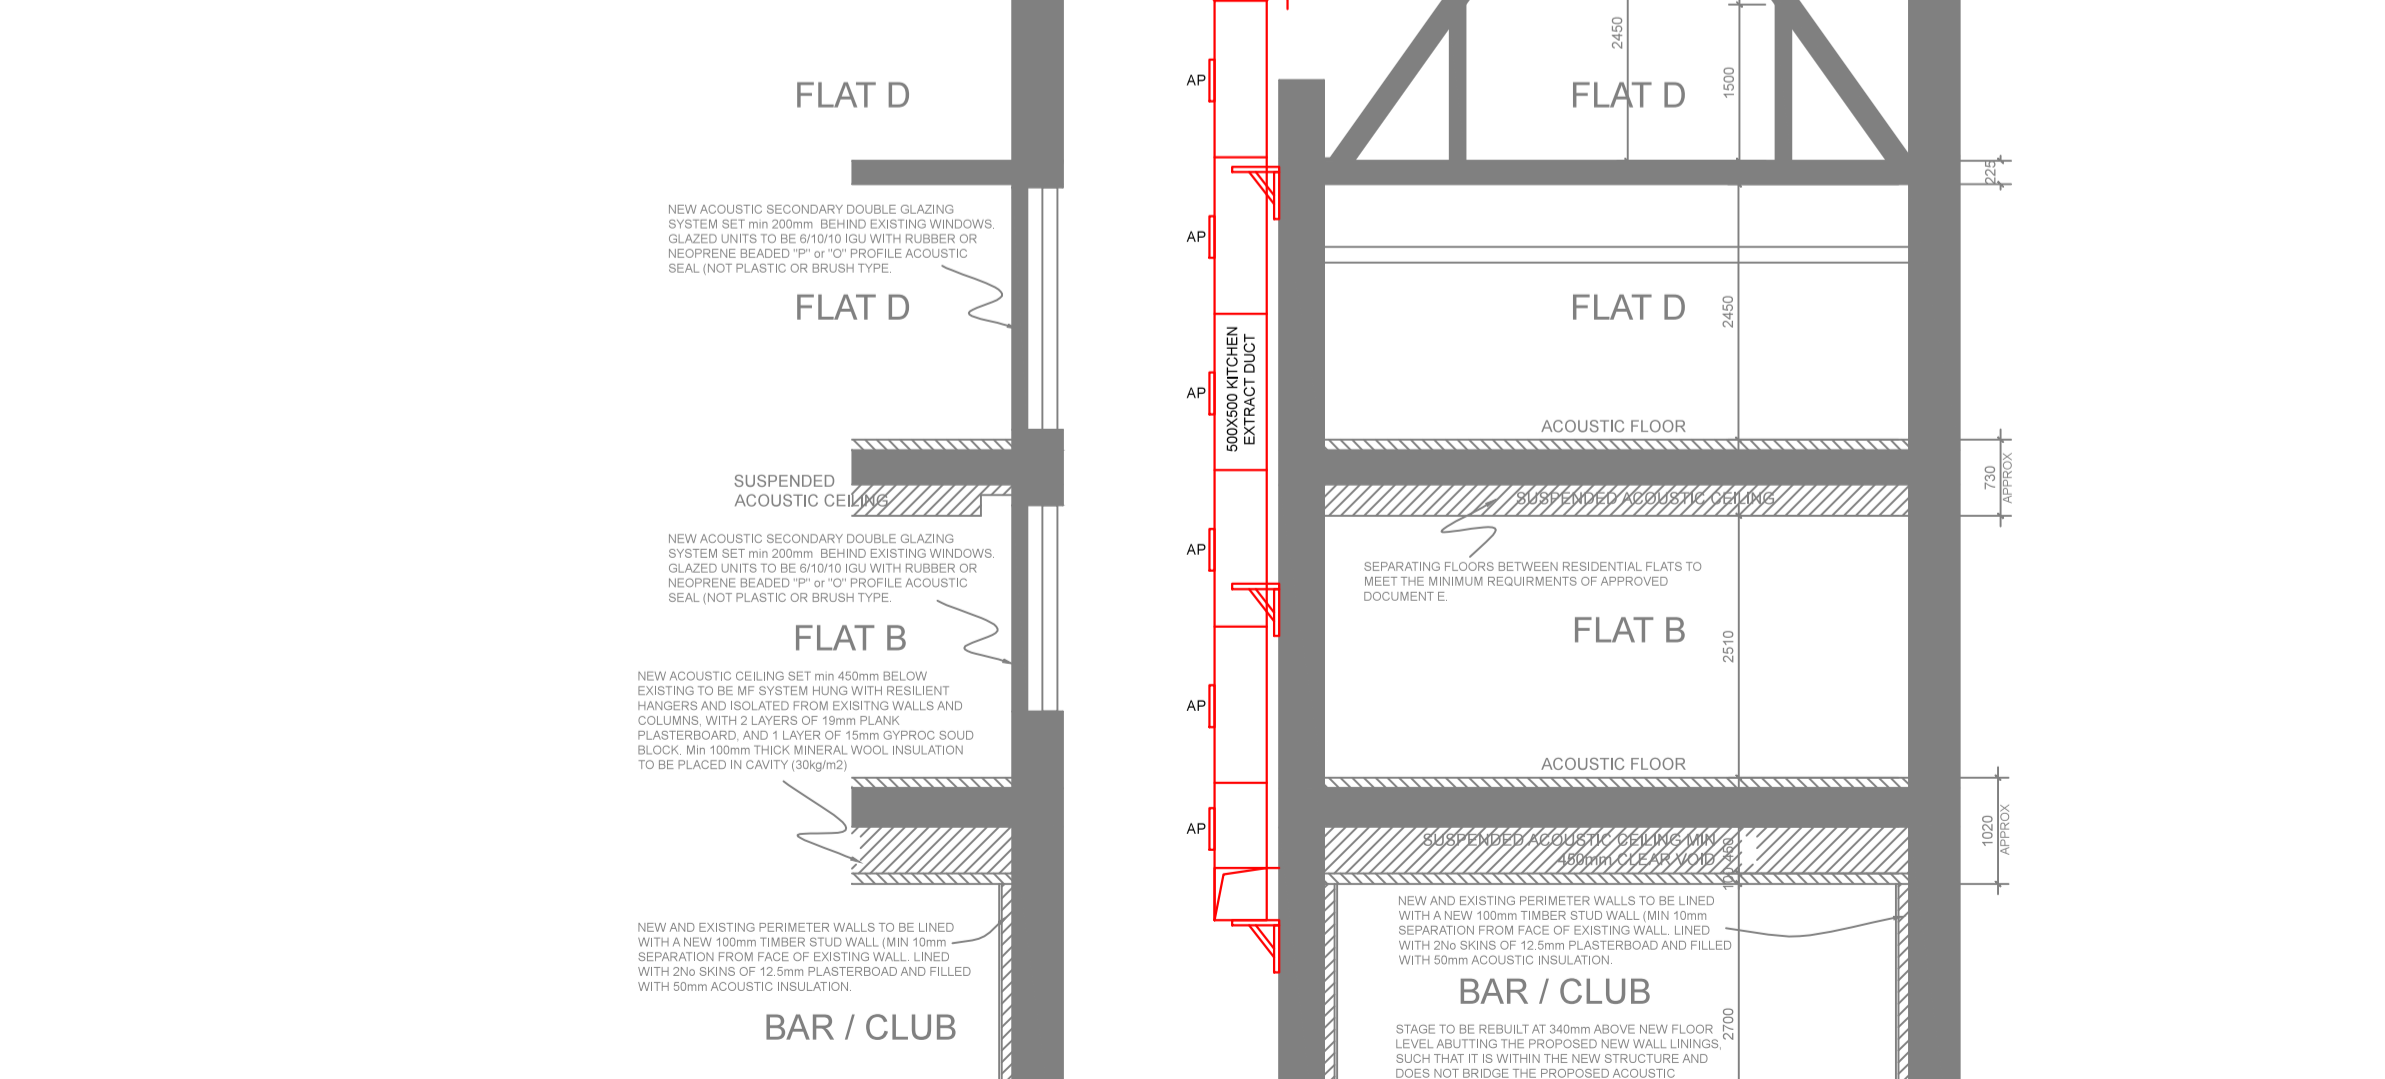 FLAT D
NEW ACOUSTIC SECONDARY DOUBLE GLAZING
SYSTEM SET min 200mm BEHIND EXISTING WINDOWS.
GLAZED UNITS TO BE 6/10/10 IGU WITH RUBBER OR
NEOPRENE BEADED "P" or "O" PROFILE ACOUSTIC
SEAL (NOT PLASTIC OR BRUSH TYPE.
FLAT D
SUSPENDED
ACOUSTIC CEILING
NEW ACOUSTIC SECONDARY DOUBLE GLAZING
SYSTEM SET min 200mm BEHIND EXISTING WINDOWS.
GLAZED UNITS TO BE 6/10/10 IGU WITH RUBBER OR
NEOPRENE BEADED "P" or "O" PROFILE ACOUSTIC
SEAL (NOT PLASTIC OR BRUSH TYPE.
FLAT B
NEW ACOUSTIC CEILING SET min 450mm BELOW
EXISTING TO BE MF SYSTEM HUNG WITH RESILIENT
HANGERS AND ISOLATED FROM EXISITNG WALLS AND
COLUMNS, WITH 2 LAYERS OF 19mm PLANK
PLASTERBOARD, AND 1 LAYER OF 15mm GYPROC SOUD
BLOCK, Min 100mm THICK MINERAL WOOL INSULATION
TO BE PLACED IN CAVITY (30kg/m2)
NEW AND EXISTING PERIMETER WALLS TO BE LINED
WITH A NEW 100mm TIMBER STUD WALL (MIN 10mm
SEPARATION FROM FACE OF EXISTING WALL. LINED
WITH 2No SKINS OF 12.5mm PLASTERBOAD AND FILLED
WITH 50mm ACOUSTIC INSULATION.
BAR / CLUB
AP
AP
AP
AP
AP
AP
500X500 KITCHEN
EXTRACT DUCT
2450
1500
FLAT D
225
FLAT D
2450
ACOUSTIC FLOOR
SUSPENDED ACOUSTIC CEILING
730
APPROX
SEPARATING FLOORS BETWEEN RESIDENTIAL FLATS TO
MEET THE MINIMUM REQUIRMENTS OF APPROVED
DOCUMENT E.
FLAT B
2510
ACOUSTIC FLOOR
SUSPENDED ACOUSTIC CEILING MIN
450mm CLEAR VOID
450
1020
APPROX
NEW AND EXISTING PERIMETER WALLS TO BE LINED
WITH A NEW 100mm TIMBER STUD WALL (MIN 10mm
SEPARATION FROM FACE OF EXISTING WALL. LINED
WITH 2No SKINS OF 12.5mm PLASTERBOAD AND FILLED
WITH 50mm ACOUSTIC INSULATION.
BAR / CLUB
2700
STAGE TO BE REBUILT AT 340mm ABOVE NEW FLOOR
LEVEL ABUTTING THE PROPOSED NEW WALL LININGS,
SUCH THAT IT IS WITHIN THE NEW STRUCTURE AND
DOES NOT BRIDGE THE PROPOSED ACOUSTIC